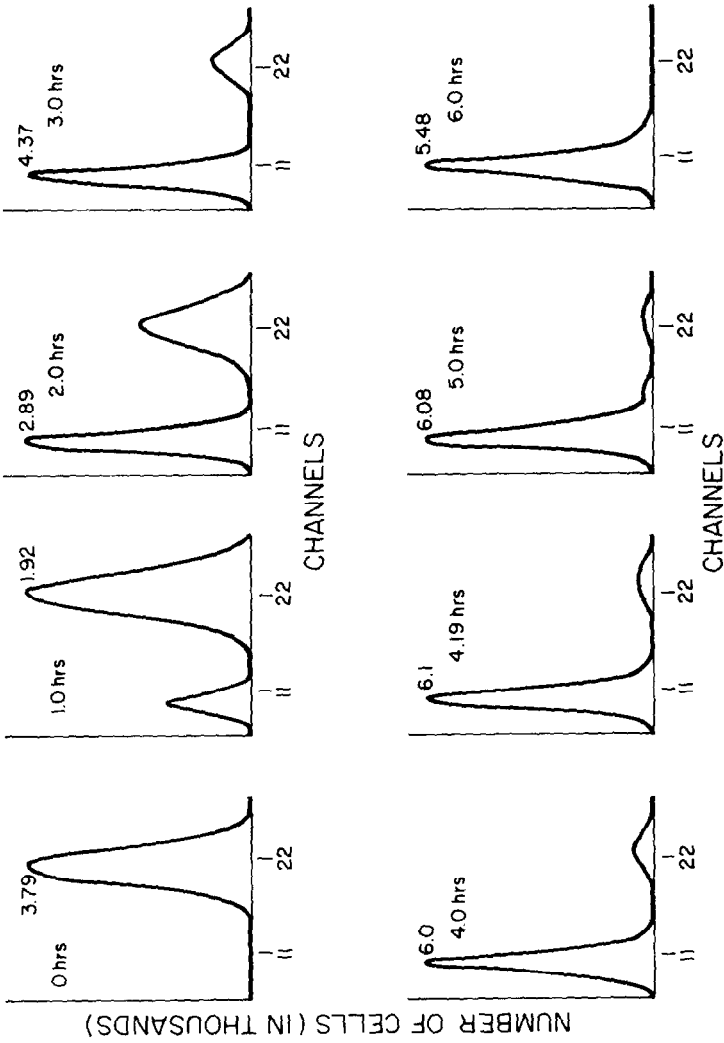 NUMBER OF CELLS (IN THOUSANDS)
0 hrs
3.79
11
22
1.0 hrs
1.92
11
22
2.89
2.0 hrs
11
22
4.37
3.0 hrs
11
22
CHANNELS
6.0
4.0 hrs
11
22
6.1
4.19 hrs
11
22
6.08
5.0 hrs
11
22
5.48
6.0 hrs
11
22
CHANNELS